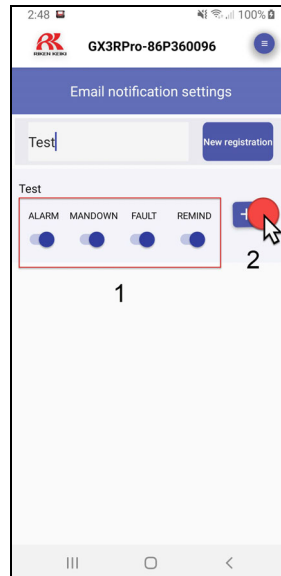 2:48 100%
RIKEN KEIKI GX3RPro-86P360096
Email notification settings
Test New registration
Test
ALARM MANDOWN FAULT REMIND
+
1 2